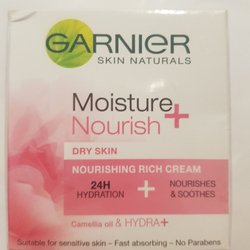 GARNIER
SKIN NATURALS
Moisture+
Nourish
DRY SKIN
NOURISHING RICH CREAM
24H
HYDRATION
+
NOURISHES
& SOOTHES
Camellia oil & HYDRA+
Suitable for sensitive skin – Fast absorbing – No Parabens